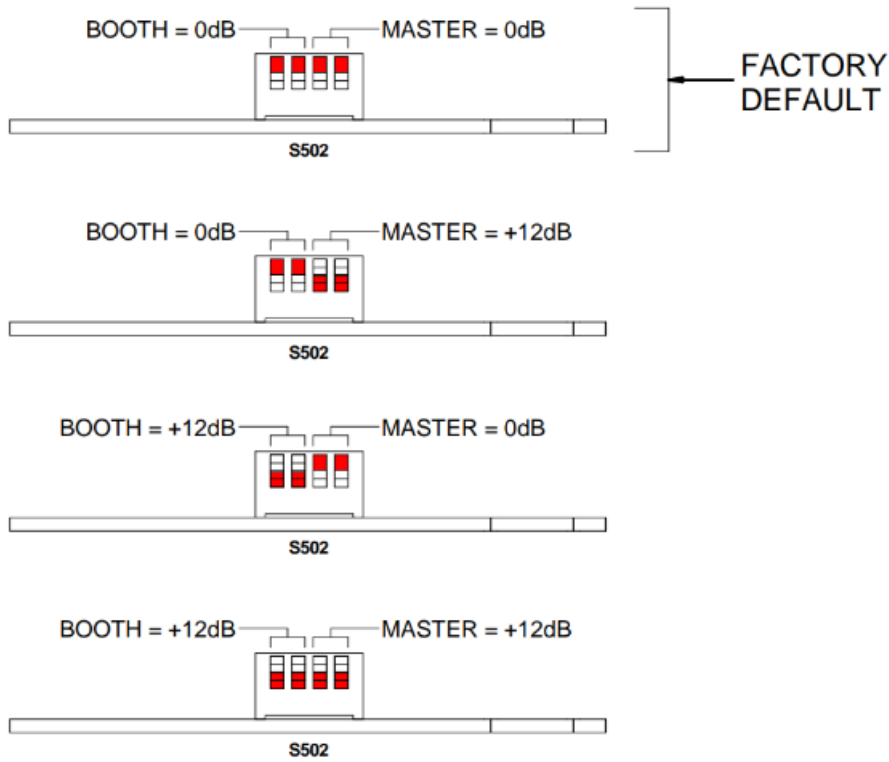 BOOTH = 0dB MASTER = 0dB
FACTORY
DEFAULT
S502
BOOTH = 0dB MASTER = +12dB
S502
BOOTH = +12dB MASTER = 0dB
S502
BOOTH = +12dB MASTER = +12dB
S502